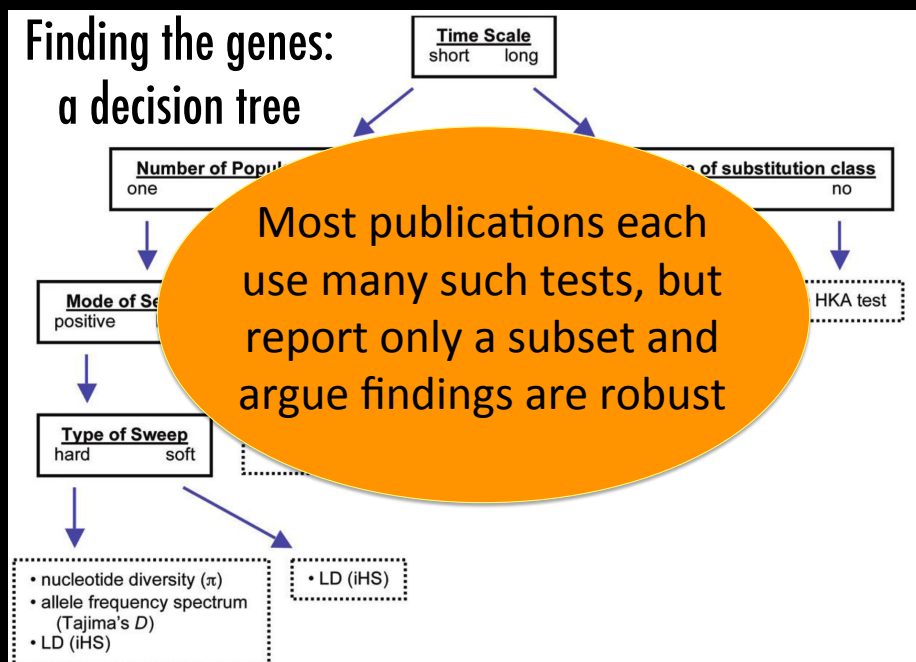 Finding the genes:
a decision tree
Time Scale
short long
Number of
one
of substitution class
no
Most publications each
use many such tests, but
report only a subset and
argue findings are robust
Mode of
positive
HKA test
Type of Sweep
hard soft
• nucleotide diversity (π)
• allele frequency spectrum
(Tajima's D)
• LD (iHS)
• LD (iHS)